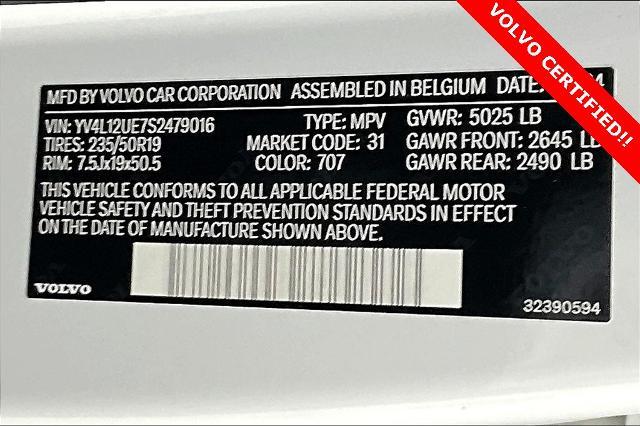 VOLVO CERTIFIED!!
MFD BY VOLVO CAR CORPORATION ASSEMBLED IN BELGIUM DATE:
VIN: YV4L12UE7S2479016 TYPE: MPV GVWR: 5025 LB
TIRES: 235/50R19 MARKET CODE: 31 GAWR FRONT: 2645 LB
RIM: 7.5Jx19x50.5 COLOR: 707 GAWR REAR: 2490 LB
THIS VEHICLE CONFORMS TO ALL APPLICABLE FEDERAL MOTOR
VEHICLE SAFETY AND THEFT PREVENTION STANDARDS IN EFFECT
ON THE DATE OF MANUFACTURE SHOWN ABOVE.
VOLVO
32390594